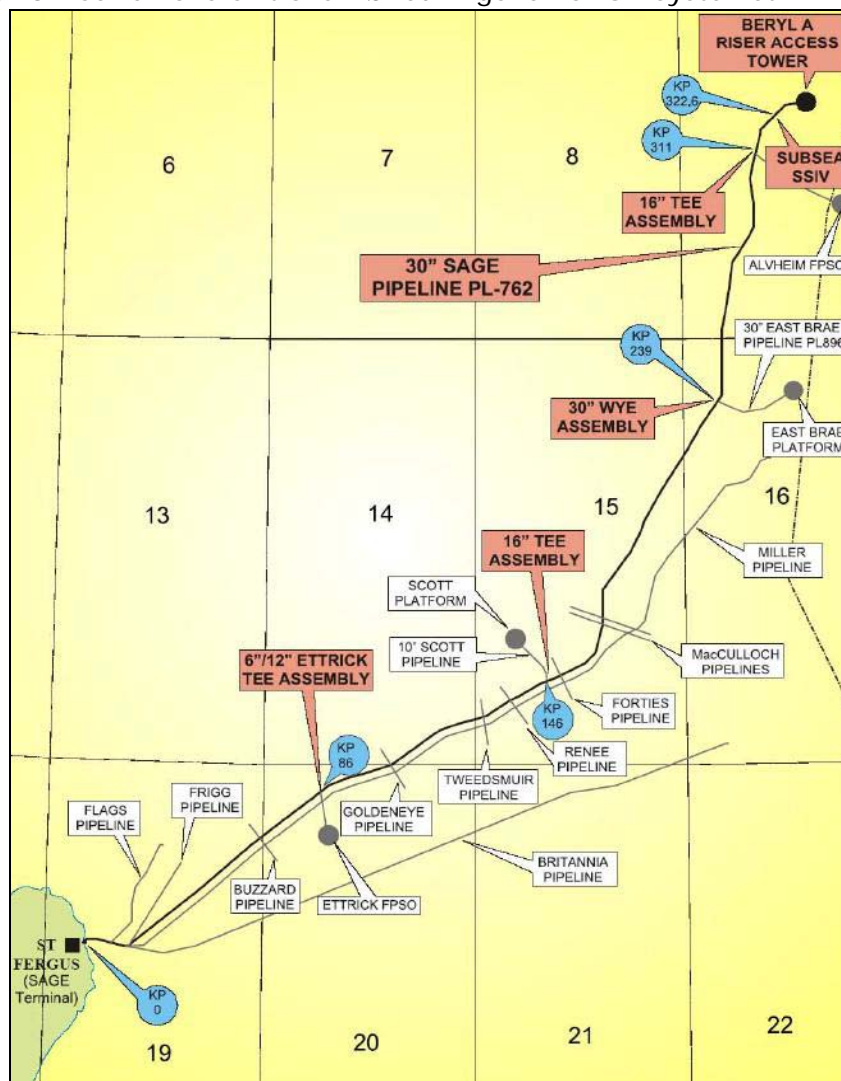 BERYL A
RISER ACCESS
TOWER
KP
322.6
KP
311
6
7
8
SUBSEA
SSIV
16" TEE
ASSEMBLY
30" SAGE
PIPELINE PL-762
ALVHEIM FPSO
30" EAST BRAE
PIPELINE PL896
KP
239
30" WYE
ASSEMBLY
EAST BRAE
PLATFORM
13
14
15
16
16" TEE
ASSEMBLY
MILLER
PIPELINE
SCOTT
PLATFORM
10" SCOTT
PIPELINE
MacCULLOCH
PIPELINES
6"/12" ETTRICK
TEE ASSEMBLY
KP
146
FORTIES
PIPELINE
RENEE
PIPELINE
KP
86
TWEEDSMUIR
PIPELINE
FRIGG
PIPELINE
FLAGS
PIPELINE
GOLDENEYE
PIPELINE
BRITANNIA
PIPELINE
BUZZARD
PIPELINE
ETTRICK FPSO
ST
FERGUS
(SAGE
Terminal)
KP
0
19
20
21
22